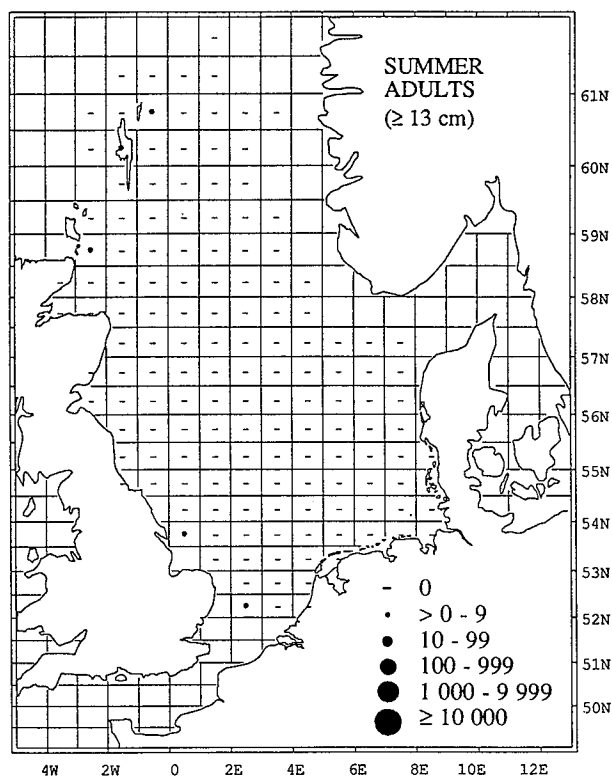 SUMMER
ADULTS
(≥ 13 cm)
61N
60N
59N
58N
57N
56N
55N
54N
53N
52N
51N
50N
- 0
> 0 - 9
10 - 99
100 - 999
1 000 - 9 999
≥ 10 000
4W 2W 0 2E 4E 6E 8E 10E 12E